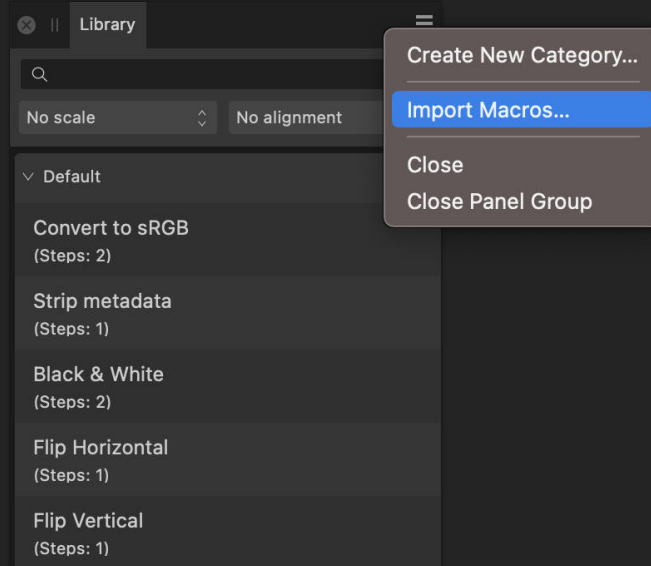 Library
Create New Category...
Import Macros...
Close
Close Panel Group
No scale
No alignment
Default
Convert to sRGB
(Steps: 2)
Strip metadata
(Steps: 1)
Black & White
(Steps: 2)
Flip Horizontal
(Steps: 1)
Flip Vertical
(Steps: 1)